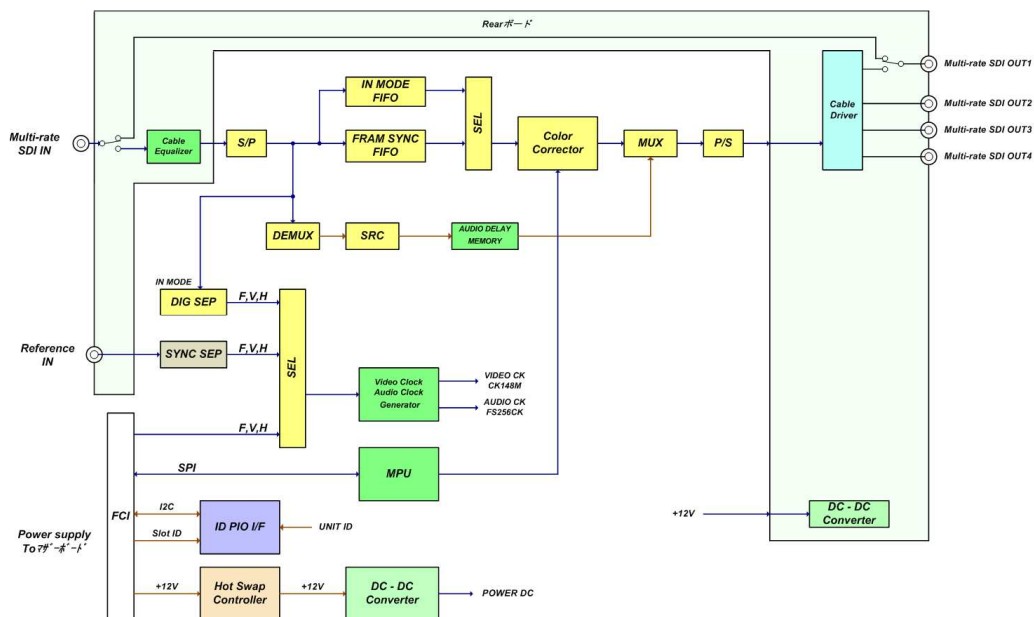 Rearボード
Multi-rate
SDI IN
Cable
Equalizer
S/P
IN MODE
FIFO
FRAM SYNC
FIFO
SEL
Color
Corrector
MUX
P/S
Cable
Driver
Multi-rate SDI OUT1
Multi-rate SDI OUT2
Multi-rate SDI OUT3
Multi-rate SDI OUT4
DEMUX
SRC
AUDIO DELAY
MEMORY
IN MODE
DIG SEP
F,V,H
Reference
IN
SYNC SEP
F,V,H
SEL
F,V,H
Video Clock
Audio Clock
Generator
VIDEO CK
CK148M
AUDIO CK
FS256CK
SPI
MPU
FCI
I2C
Slot ID
ID PIO I/F
UNIT ID
Power supply
Toマザーボード
+12V
Hot Swap
Controller
+12V
DC - DC
Converter
POWER DC
+12V
DC - DC
Converter